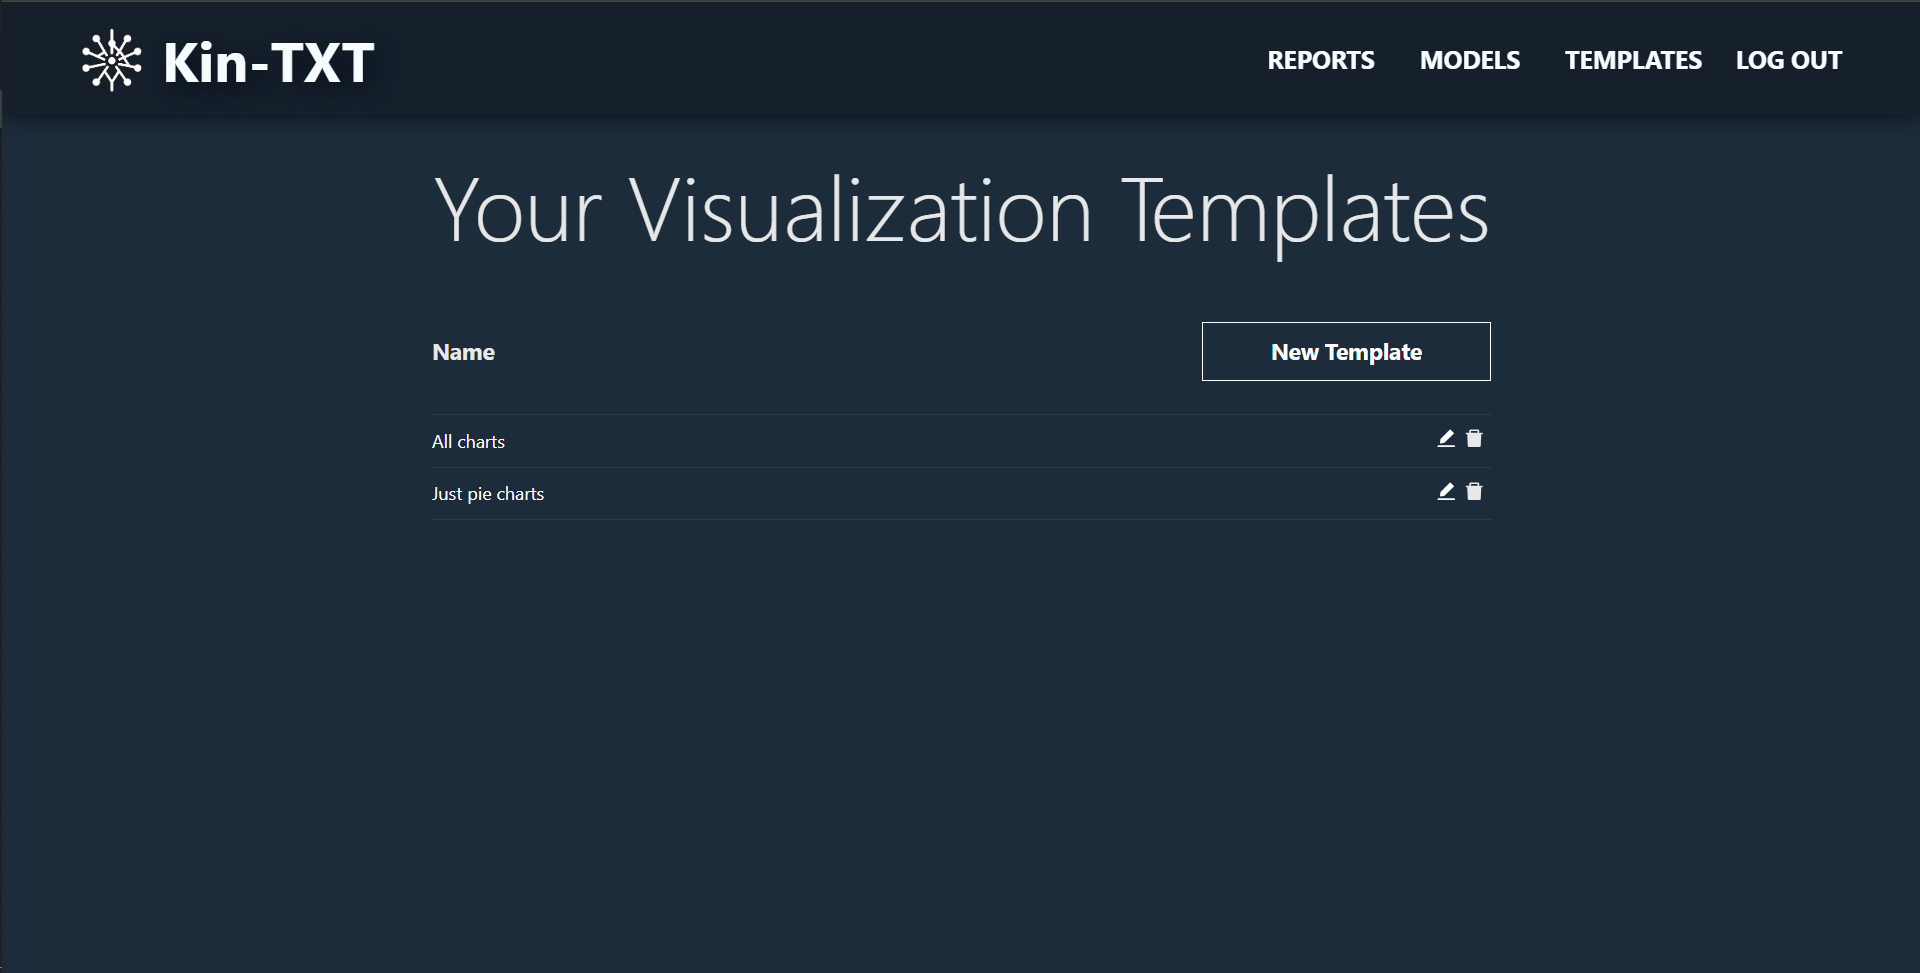 Kin-TXT
REPORTS MODELS TEMPLATES LOG OUT
Your Visualization Templates
Name
New Template
All charts
Just pie charts